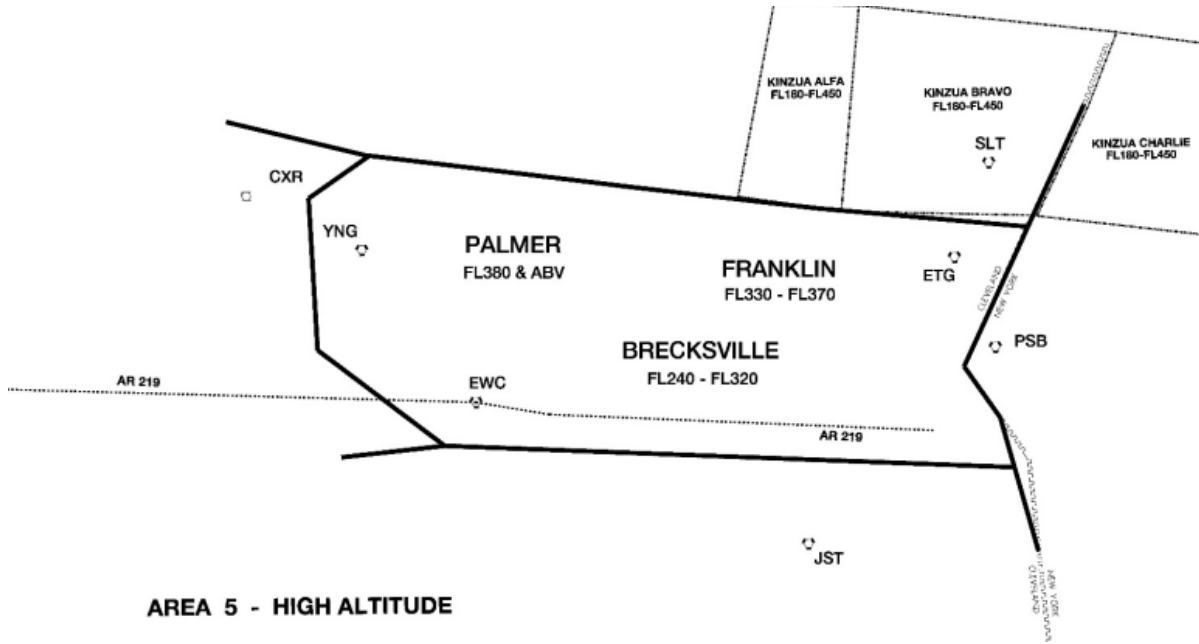 KINZUA ALFA
FL180-FL450
KINZUA BRAVO
FL180-FL450
SLT
KINZUA CHARLIE
FL180-FL450
CXR
YNG
PALMER
FL380 & ABV
FRANKLIN
FL330 - FL370
ETG
CLEVELAND
NEW YORK
BRECKSVILLE
FL240 - FL320
PSB
AR 219
EWC
AR 219
JST
NEW YORK
CLEVELAND
AREA 5 - HIGH ALTITUDE